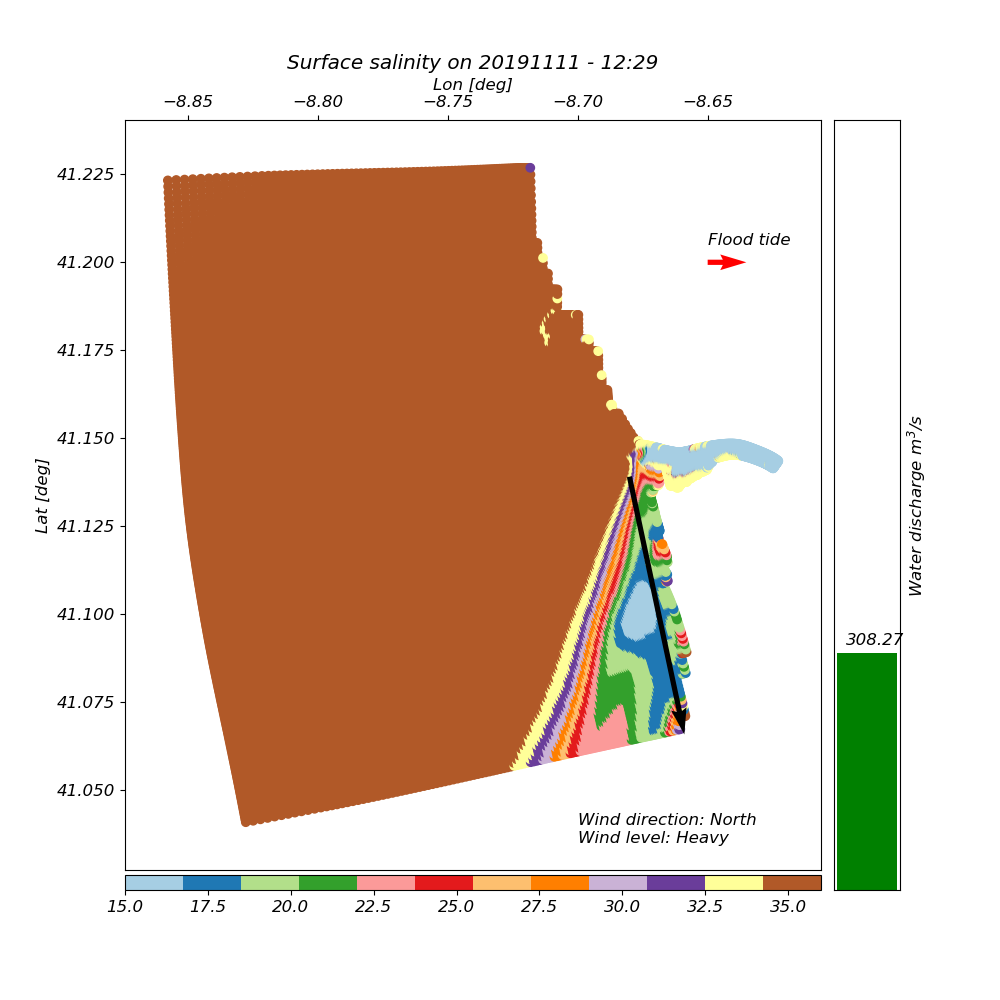 Surface salinity on 20191111 - 12:29
Lon [deg]
−8.85 −8.80 −8.75 −8.70 −8.65
41.225
41.200
41.175
41.150
41.125
41.100
41.075
41.050
Lat [deg]
Flood tide
Wind direction: North
Wind level: Heavy
308.27
Water discharge m³/s
15.0 17.5 20.0 22.5 25.0 27.5 30.0 32.5 35.0